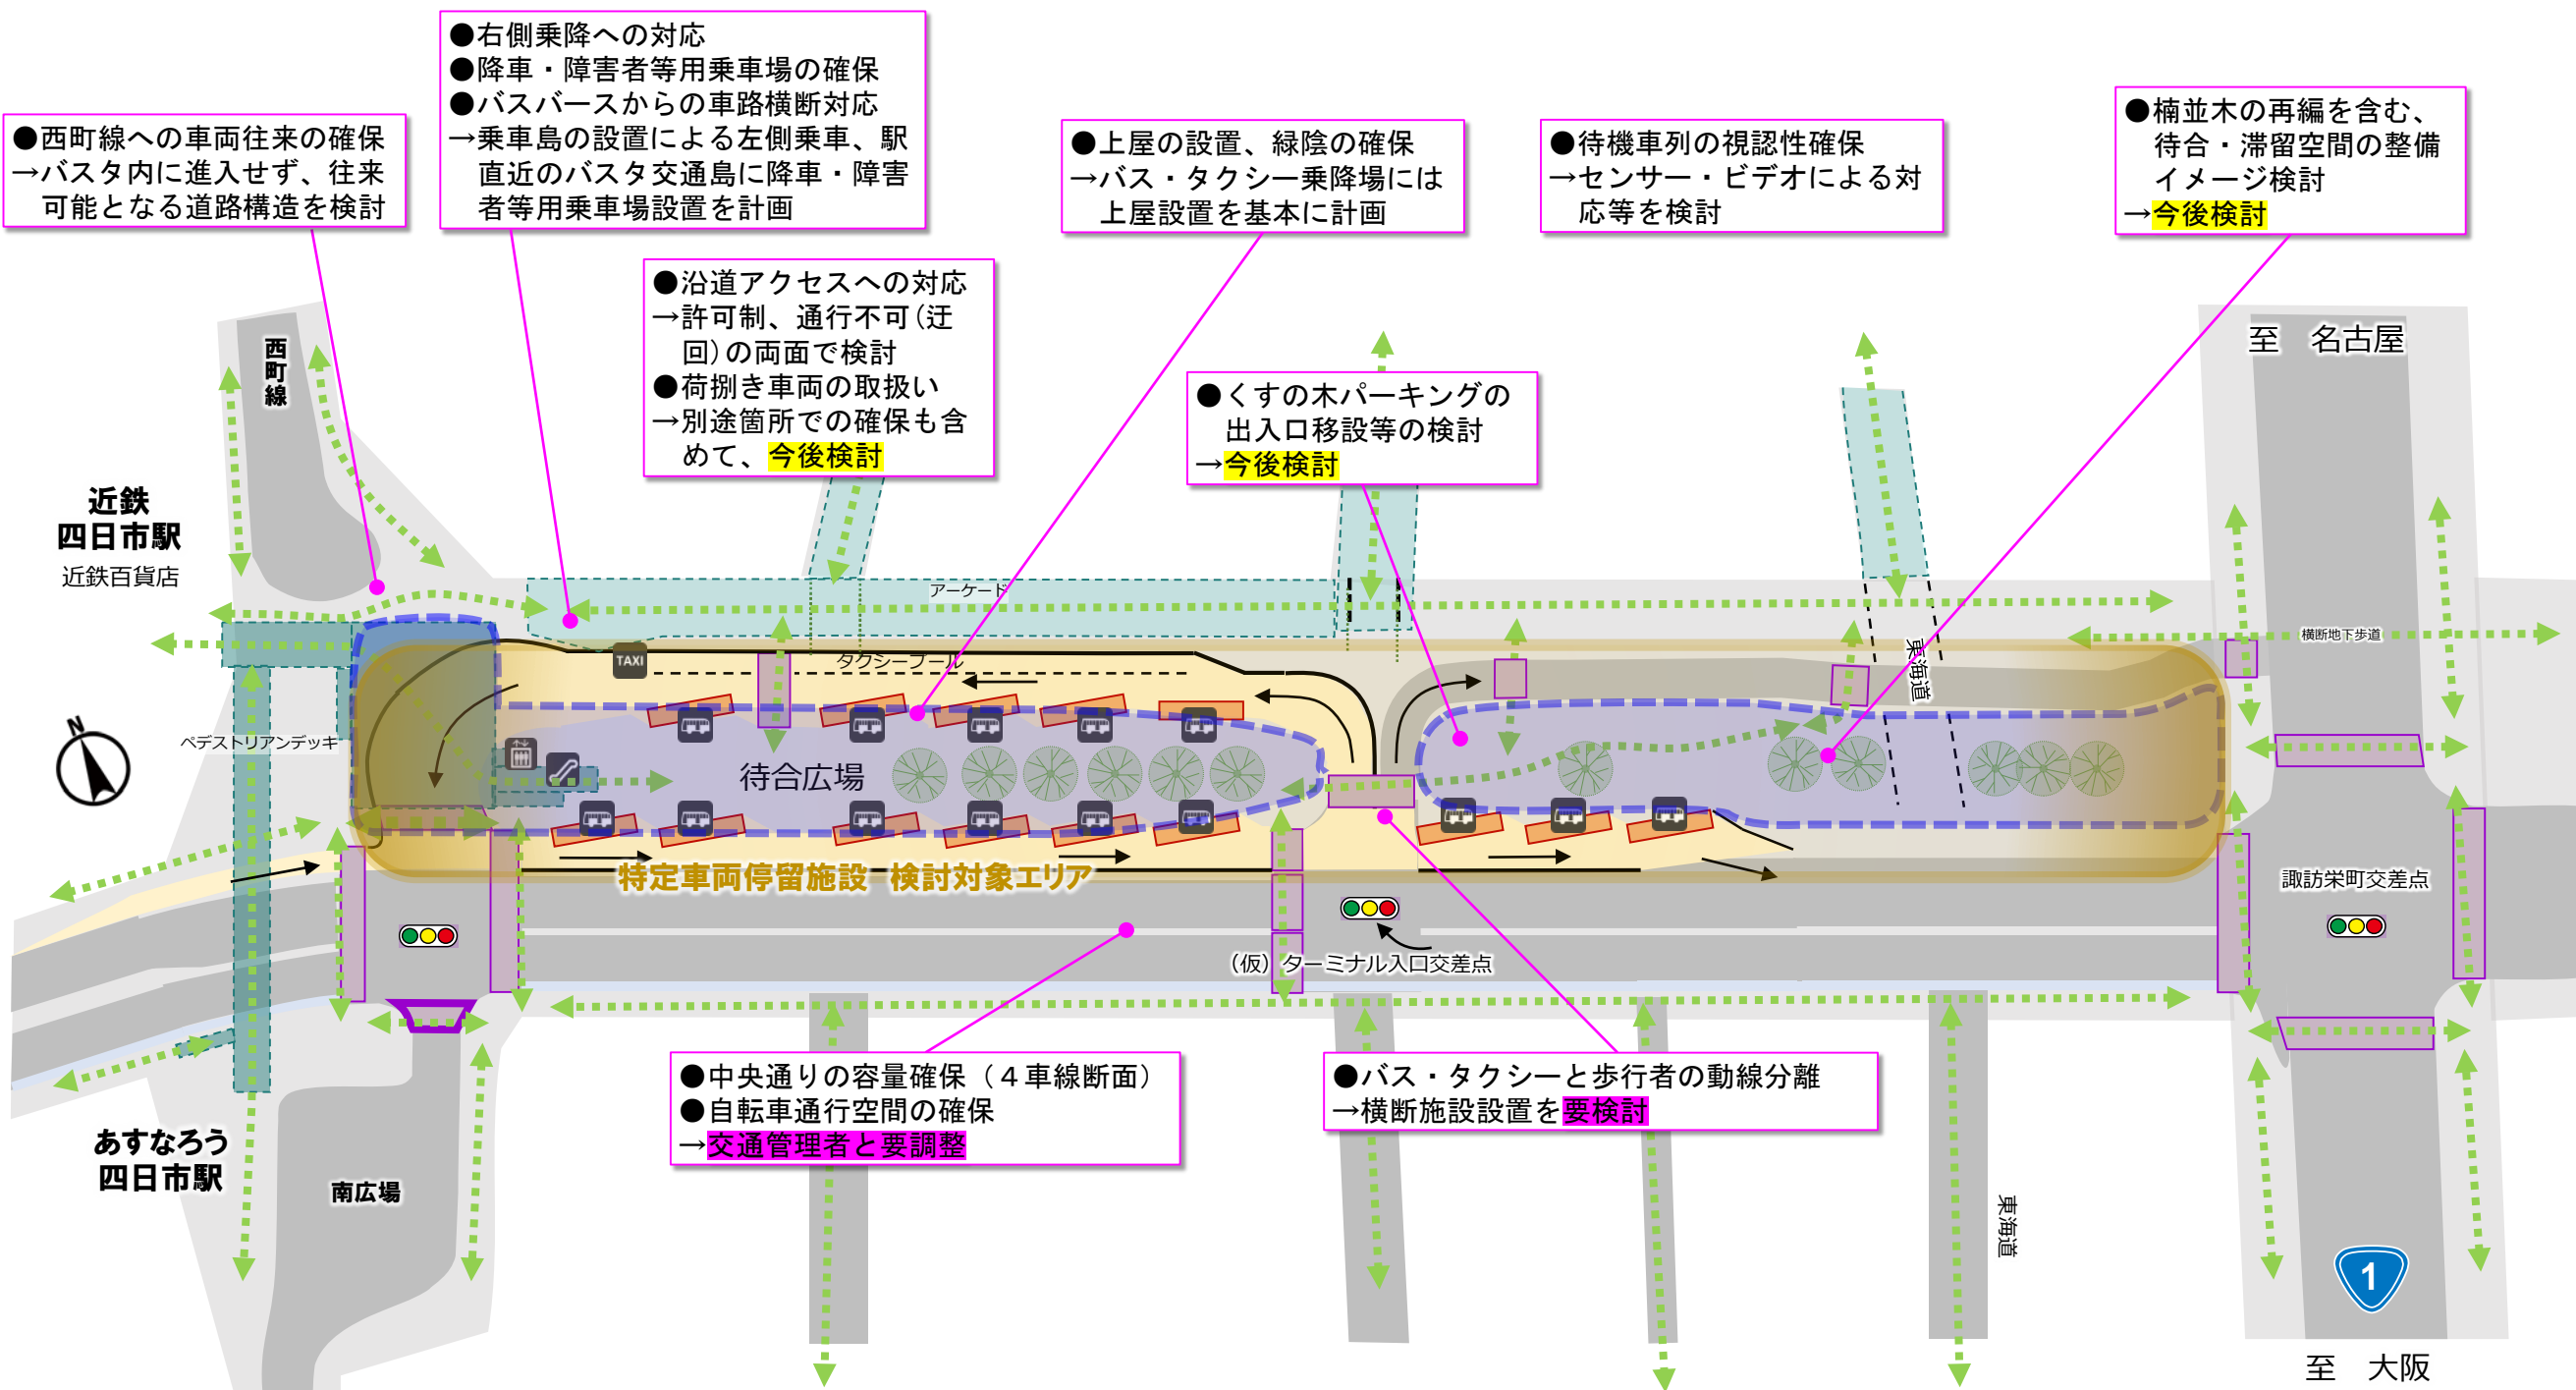 ●右側乗降への対応
●降車・障害者等用乗車場の確保
●バスバースからの車路横断対応
→乗車島の設置による左側乗車、駅
直近のバスタ交通島に降車・障害
者等用乗車場設置を計画
●西町線への車両往来の確保
→バスタ内に進入せず、往来
可能となる道路構造を検討
●上屋の設置、緑陰の確保
→バス・タクシー乗降場には
上屋設置を基本に計画
●待機車列の視認性確保
→センサー・ビデオによる対
応等を検討
●楠並木の再編を含む、
待合・滞留空間の整備
イメージ検討
→今後検討
●沿道アクセスへの対応
→許可制、通行不可(迂
回)の両面で検討
●荷捌き車両の取扱い
→別途箇所での確保も含
めて、今後検討
●くすの木パーキングの
出入口移設等の検討
→今後検討
西町線
至　名古屋
近鉄
四日市駅
近鉄百貨店
アーケード
横断地下歩道
TAXI
タクシープール
東海道
N
ペデストリアンデッキ
待合広場
特定車両停留施設　検討対象エリア
諏訪栄町交差点
（仮）ターミナル入口交差点
●中央通りの容量確保（４車線断面）
●自転車通行空間の確保
→交通管理者と要調整
●バス・タクシーと歩行者の動線分離
→横断施設設置を要検討
あすなろう
四日市駅
南広場
東海道
1
至　大阪